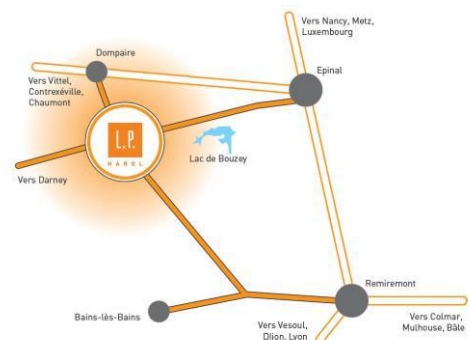 Vers Nancy, Metz,
Luxembourg
Dompaire
Epinal
Vers Vittel,
Contrexéville,
Chaumont
L.P.
HAROL
Lac de Bouzey
Vers Darney
Remiremont
Bains-lès-Bains
Vers Colmar,
Mulhouse, Bâle
Vers Vesoul,
Dijon, Lyon